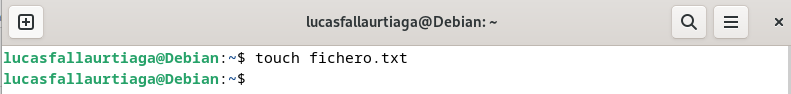 lucasfallaurtiaga@Debian: ~
lucasfallaurtiaga@Debian:~$ touch fichero.txt
lucasfallaurtiaga@Debian:~$